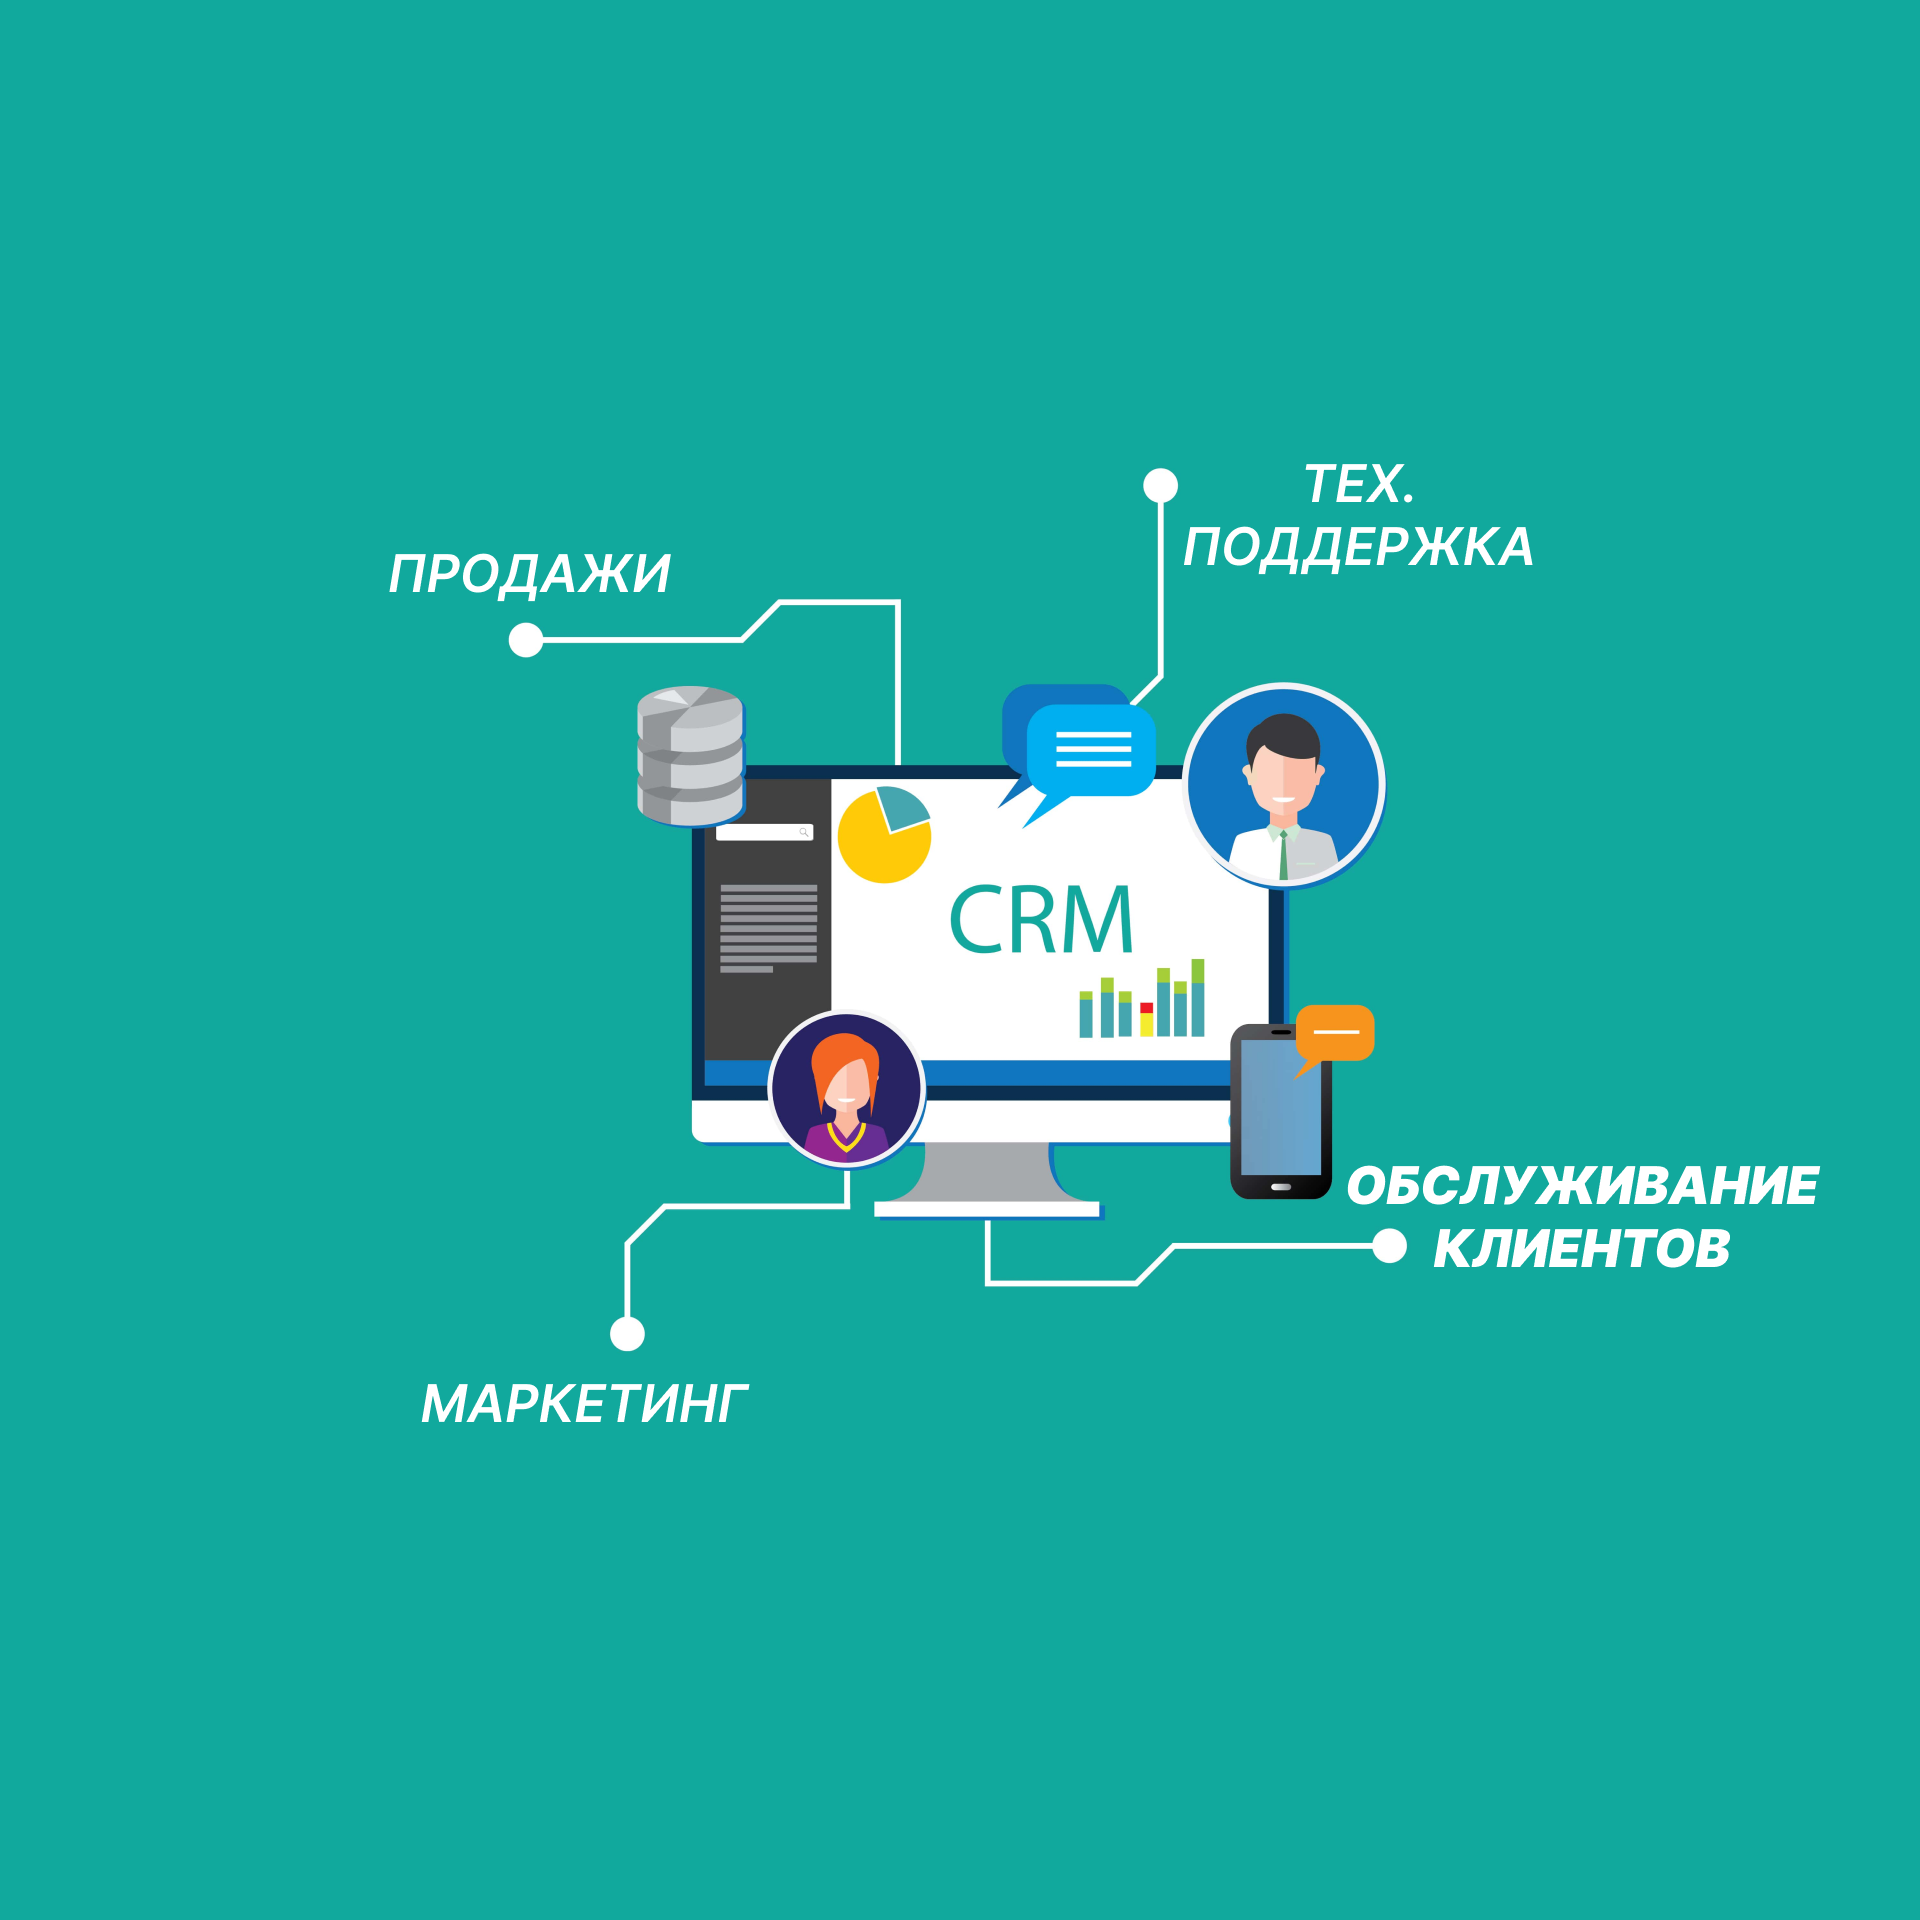 ТЕХ.
ПОДДЕРЖКА
ПРОДАЖИ
CRM
ОБСЛУЖИВАНИЕ
КЛИЕНТОВ
МАРКЕТИНГ